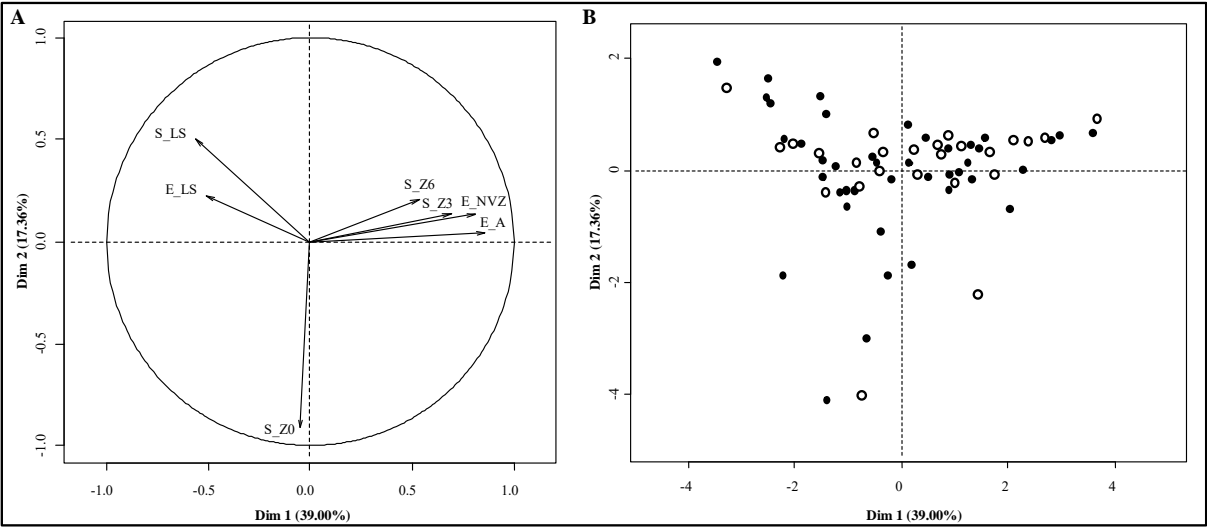 A
1.0
0.5
0.0
-0.5
-1.0
Dim 2 (17.36%)
S_LS
E_LS
S_Z6
S_Z3
E_NVZ
E_A
S_Z0
-1.0 -0.5 0.0 0.5 1.0
Dim 1 (39.00%)
B
2
0
-2
-4
Dim 2 (17.36%)
-4 -2 0 2 4
Dim 1 (39.00%)